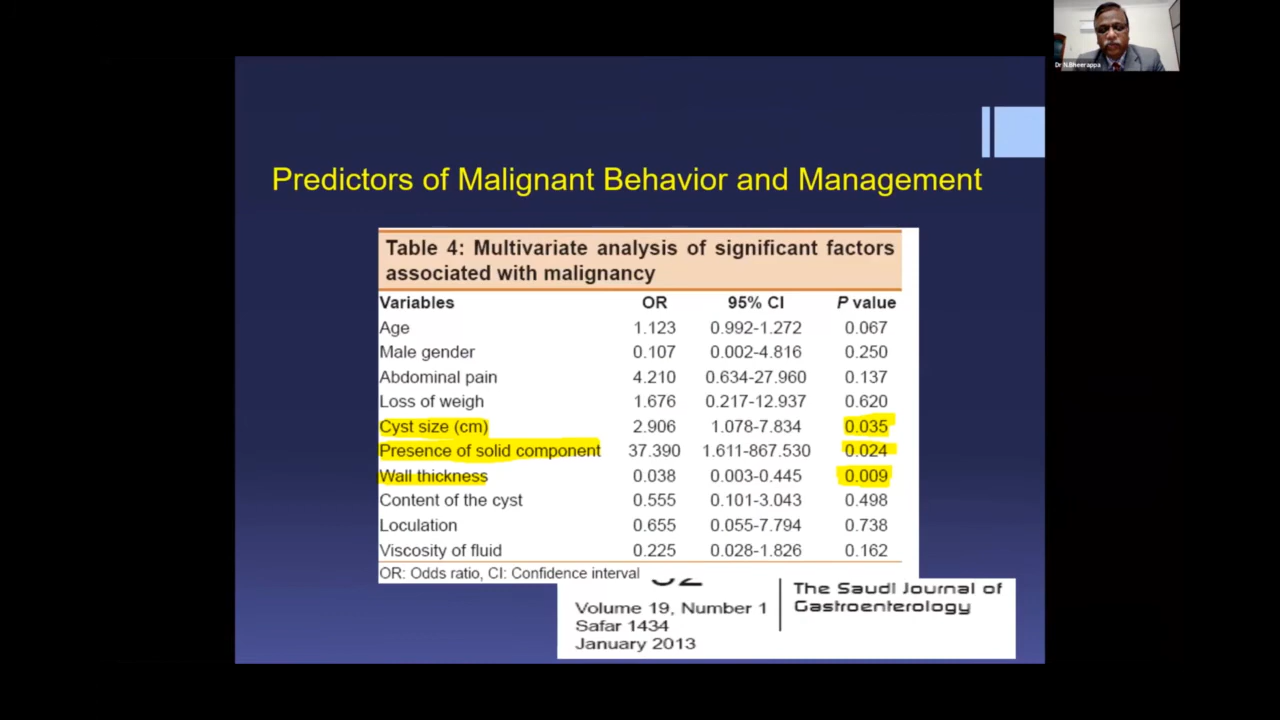 Dr N.Bheerappa
Predictors of Malignant Behavior and Management
Table 4: Multivariate analysis of significant factors
associated with malignancy
Variables OR 95% CI P value
Age 1.123 0.992-1.272 0.067
Male gender 0.107 0.002-4.816 0.250
Abdominal pain 4.210 0.634-27.960 0.137
Loss of weigh 1.676 0.217-12.937 0.620
Cyst size (cm) 2.906 1.078-7.834 0.035
Presence of solid component 37.390 1.611-867.530 0.024
Wall thickness 0.038 0.003-0.445 0.009
Content of the cyst 0.555 0.101-3.043 0.498
Loculation 0.655 0.055-7.794 0.738
Viscosity of fluid 0.225 0.028-1.826 0.162
OR: Odds ratio, CI: Confidence interval
Volume 19, Number 1
Safar 1434
January 2013
The Saudi Journal of
Gastroenterology